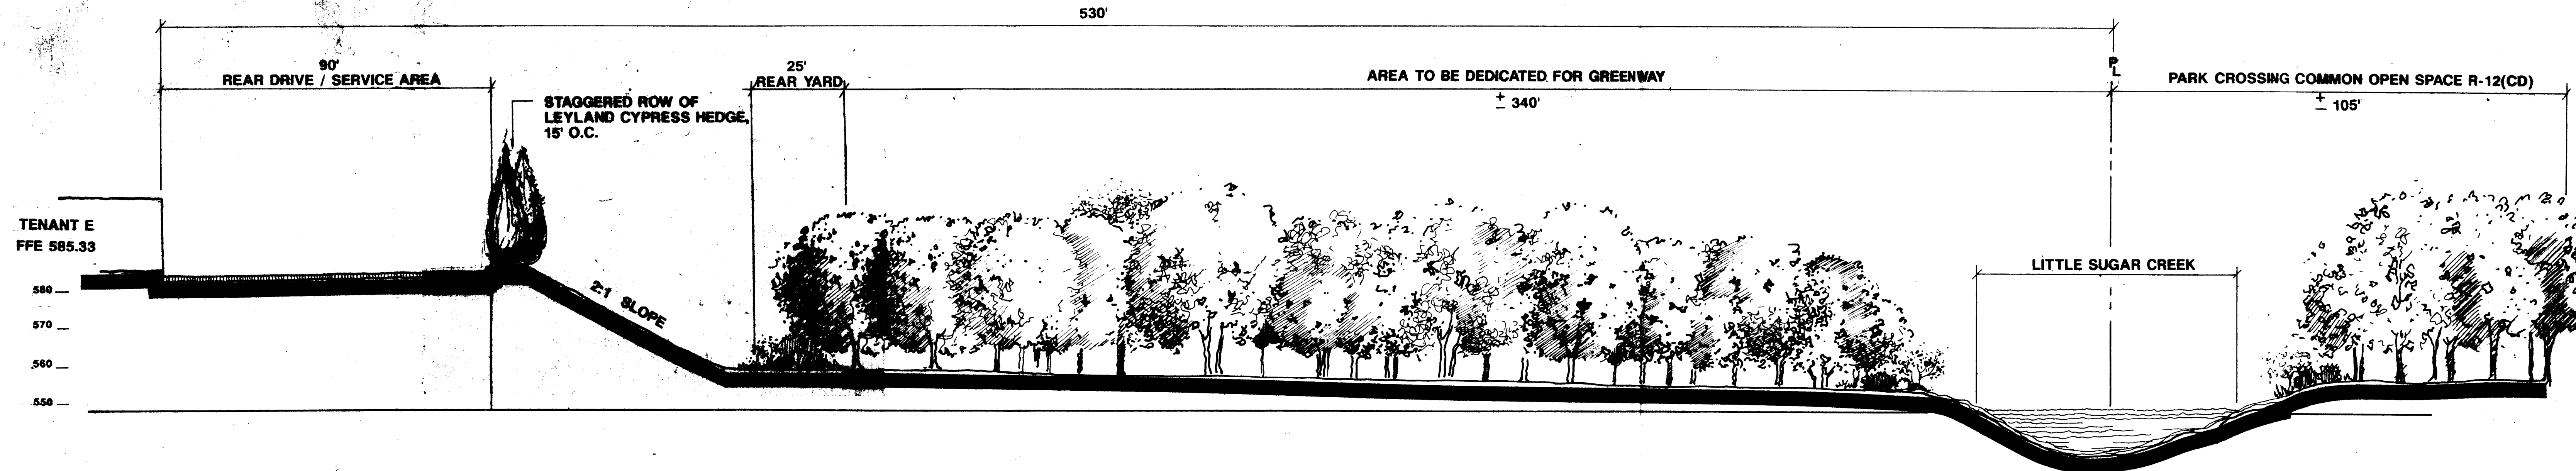 530'
90'
REAR DRIVE / SERVICE AREA
STAGGERED ROW OF
LEYLAND CYPRESS HEDGE,
15' O.C.
25'
REAR YARD
AREA TO BE DEDICATED FOR GREENWAY
± 340'
PL
PARK CROSSING COMMON OPEN SPACE R-12(CD)
± 105'
TENANT E
FFE 585.33
2:1 SLOPE
LITTLE SUGAR CREEK
580
570
560
550